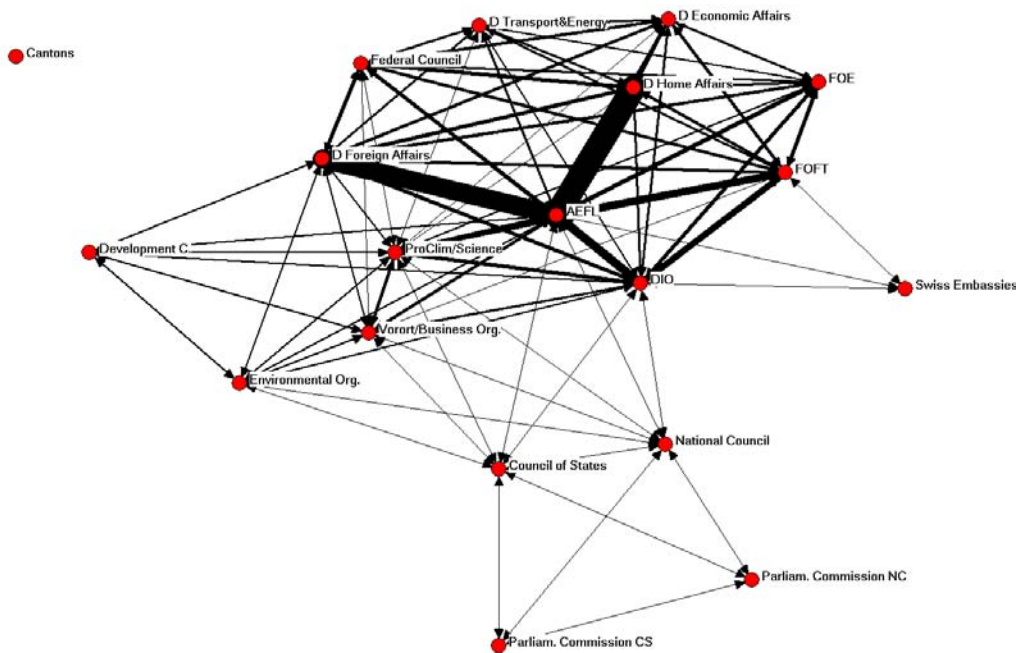 D Economic Affairs
D Transport&Energy
Cantons
Federal Council
FOE
D Home Affairs
D Foreign Affairs
FOFT
AEFL
Development C.
ProClim/Science
DIO
Swiss Embassies
Vorort/Business Org.
Environmental Org.
National Council
Council of States
Parliam. Commission NC
Parliam. Commission CS